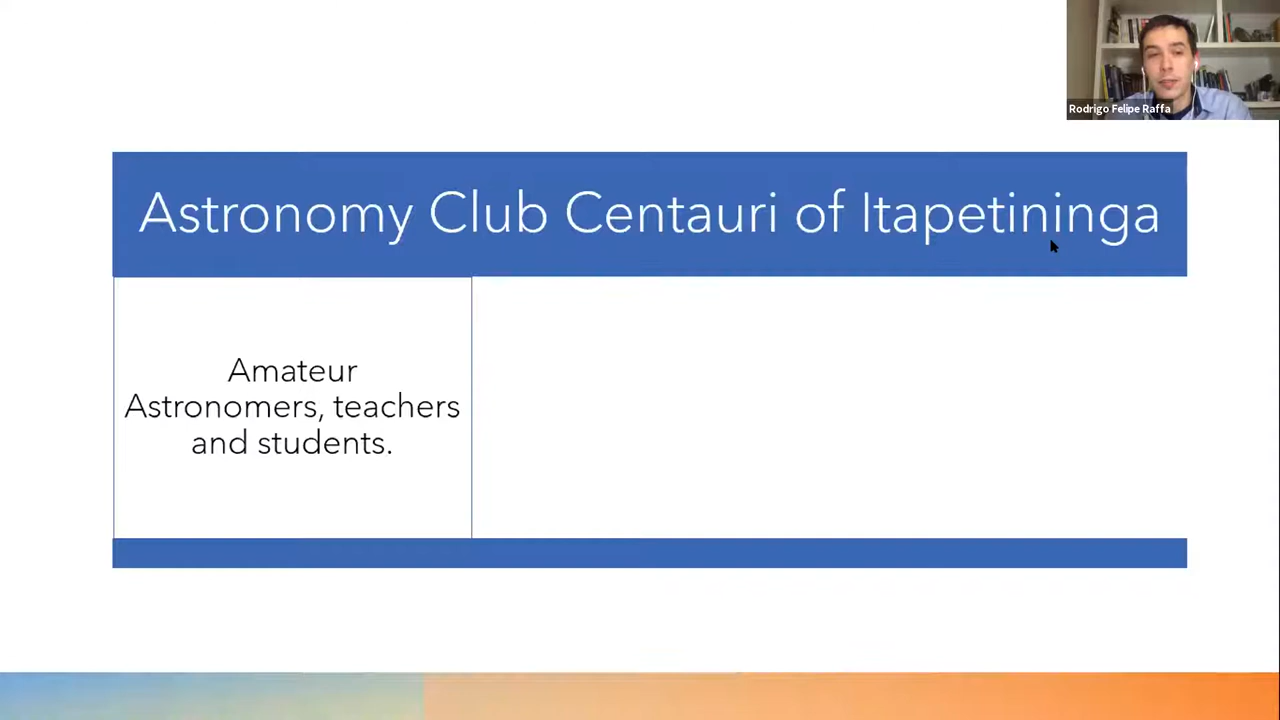 Rodrigo Felipe Raffa
Astronomy Club Centauri of Itapetininga
Amateur
Astronomers, teachers
and students.